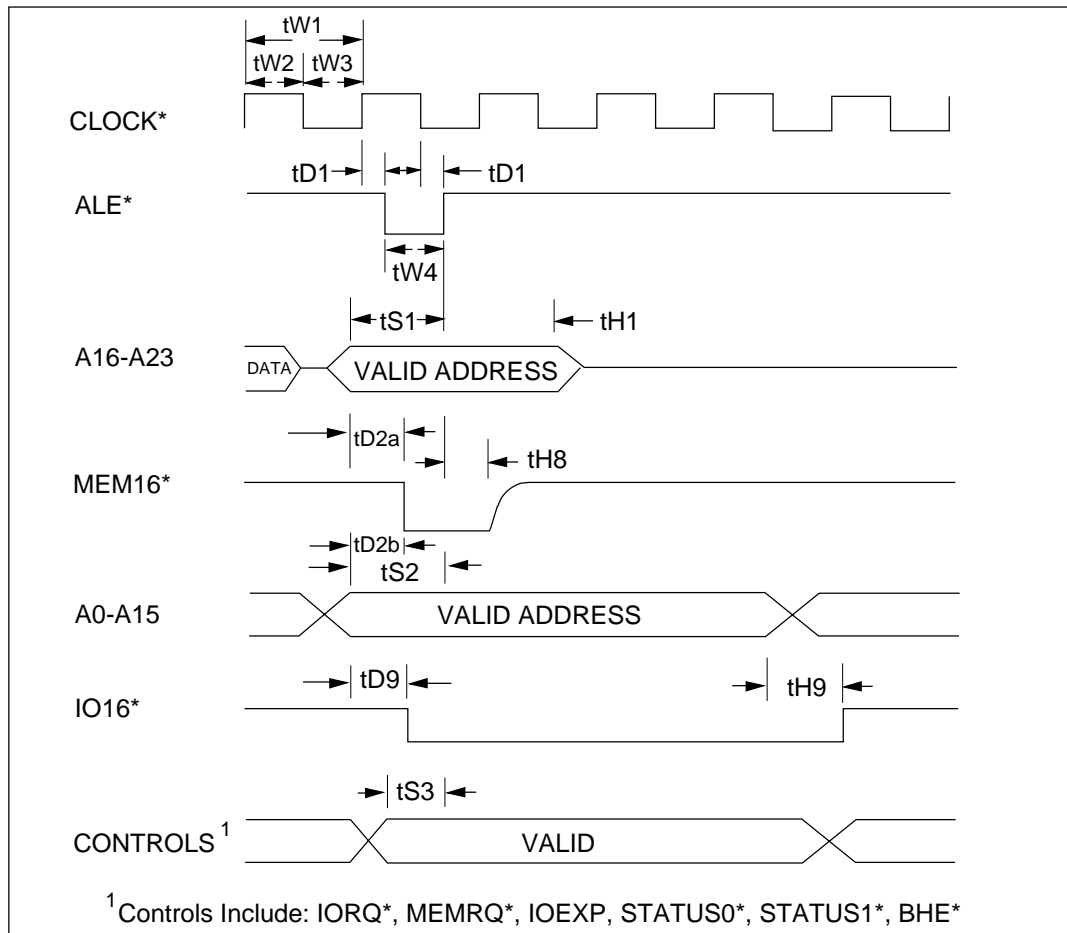 tW1
tW2 tW3
CLOCK*
tD1 tD1
ALE*
tW4
tS1 tH1
A16-A23 DATA VALID ADDRESS
tD2a
tH8
MEM16*
tD2b
tS2
A0-A15 VALID ADDRESS
tD9 tH9
IO16*
tS3
CONTROLS 1 VALID
1 Controls Include: IORQ*, MEMRQ*, IOEXP, STATUS0*, STATUS1*, BHE*